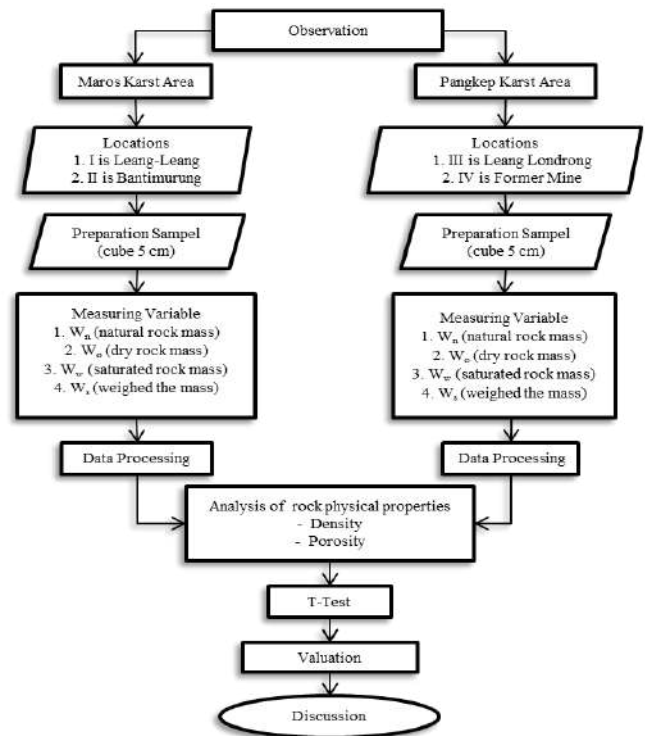 Observation
Maros Karst Area
Pangkep Karst Area
Locations
1. I is Leang-Leang
2. II is Bantimurung
Locations
1. III is Leang Londrong
2. IV is Former Mine
Preparation Sampel
(cube 5 cm)
Preparation Sampel
(cube 5 cm)
Measuring Variable
1. Wn (natural rock mass)
2. Wo (dry rock mass)
3. Ww (saturated rock mass)
4. Ws (weighed the mass)
Measuring Variable
1. Wn (natural rock mass)
2. Wo (dry rock mass)
3. Ww (saturated rock mass)
4. Ws (weighed the mass)
Data Processing
Data Processing
Analysis of rock physical properties
- Density
- Porosity
T-Test
Valuation
Discussion